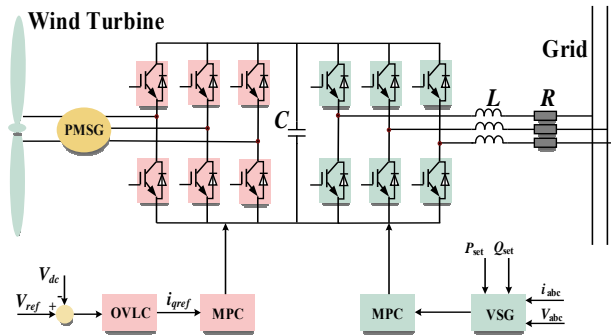 Wind Turbine
Grid
L
R
PMSG
C
P_set
Q_set
V_dc
i_abc
V_ref
+
-
OVLC
i_qref
MPC
MPC
VSG
V_abc